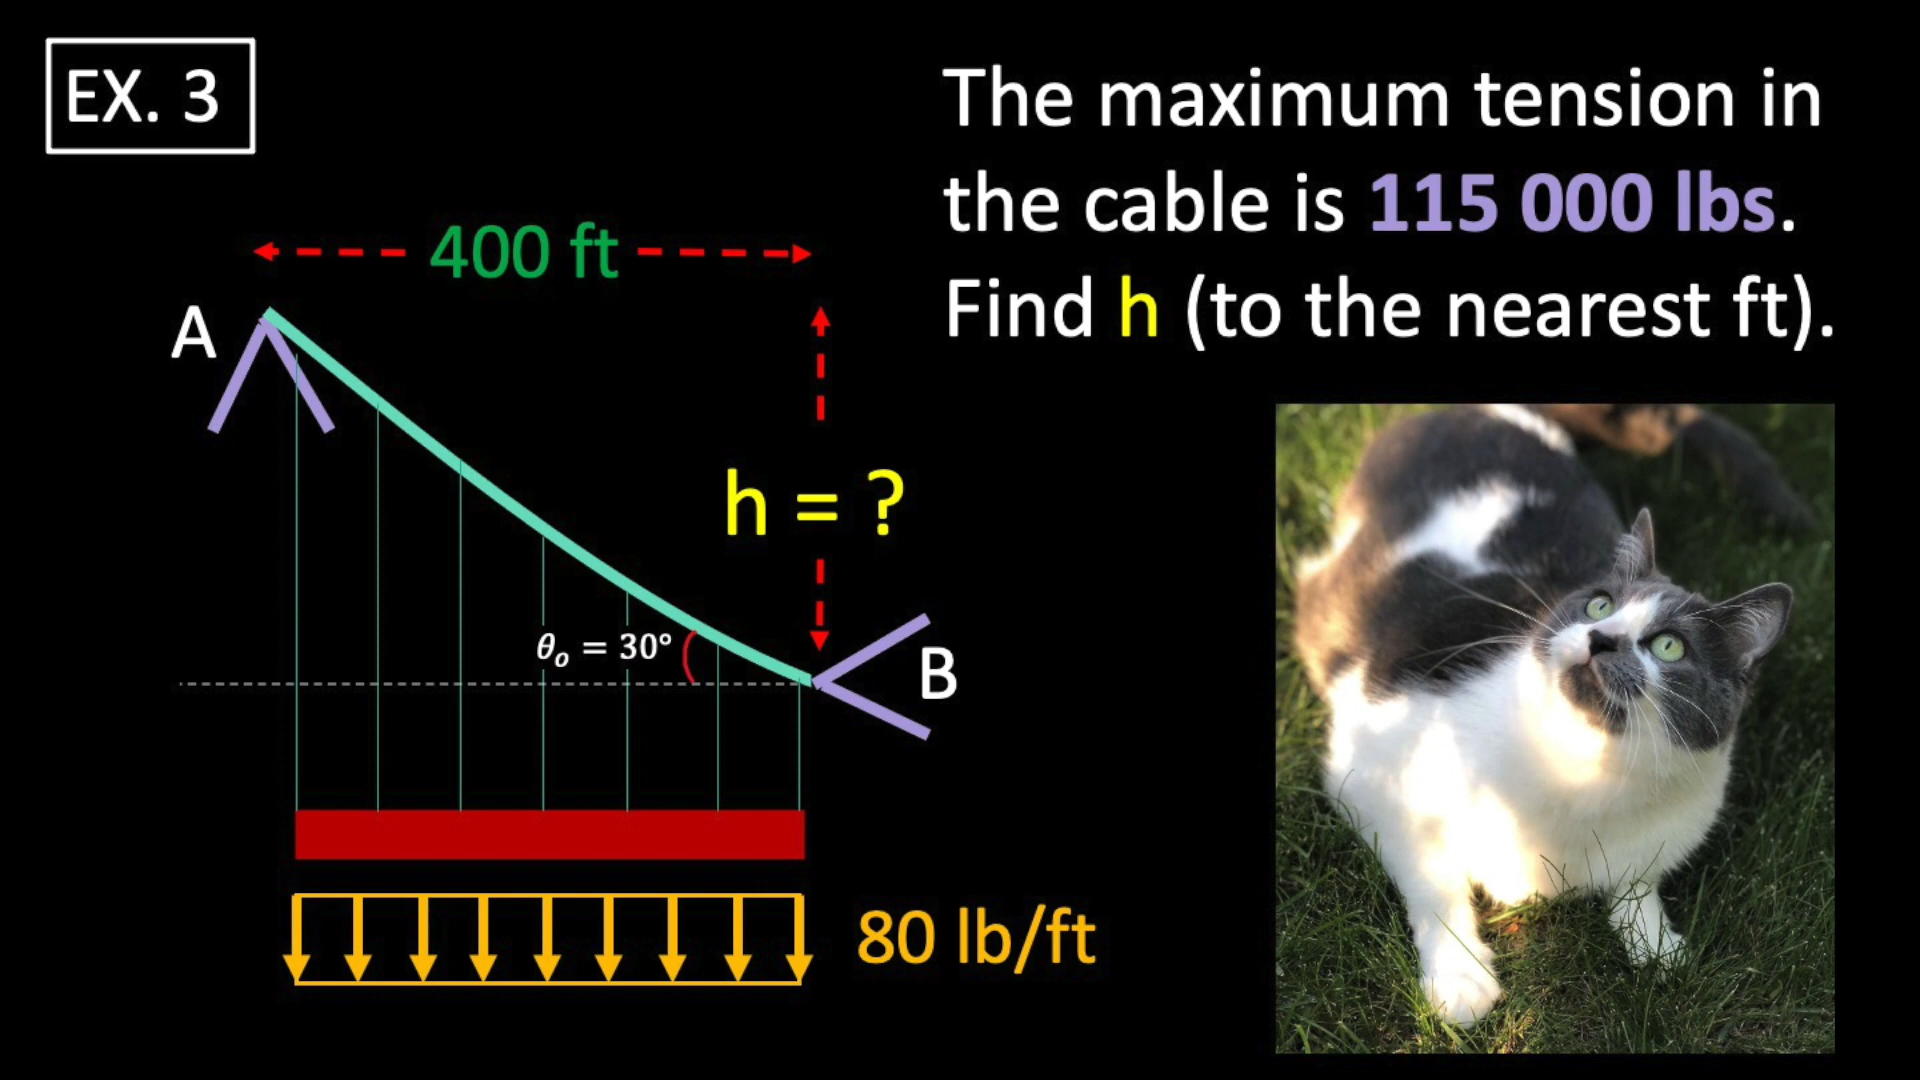 EX. 3
The maximum tension in
the cable is 115 000 lbs.
Find h (to the nearest ft).
400 ft
A
h = ?
θₒ = 30°
B
80 lb/ft